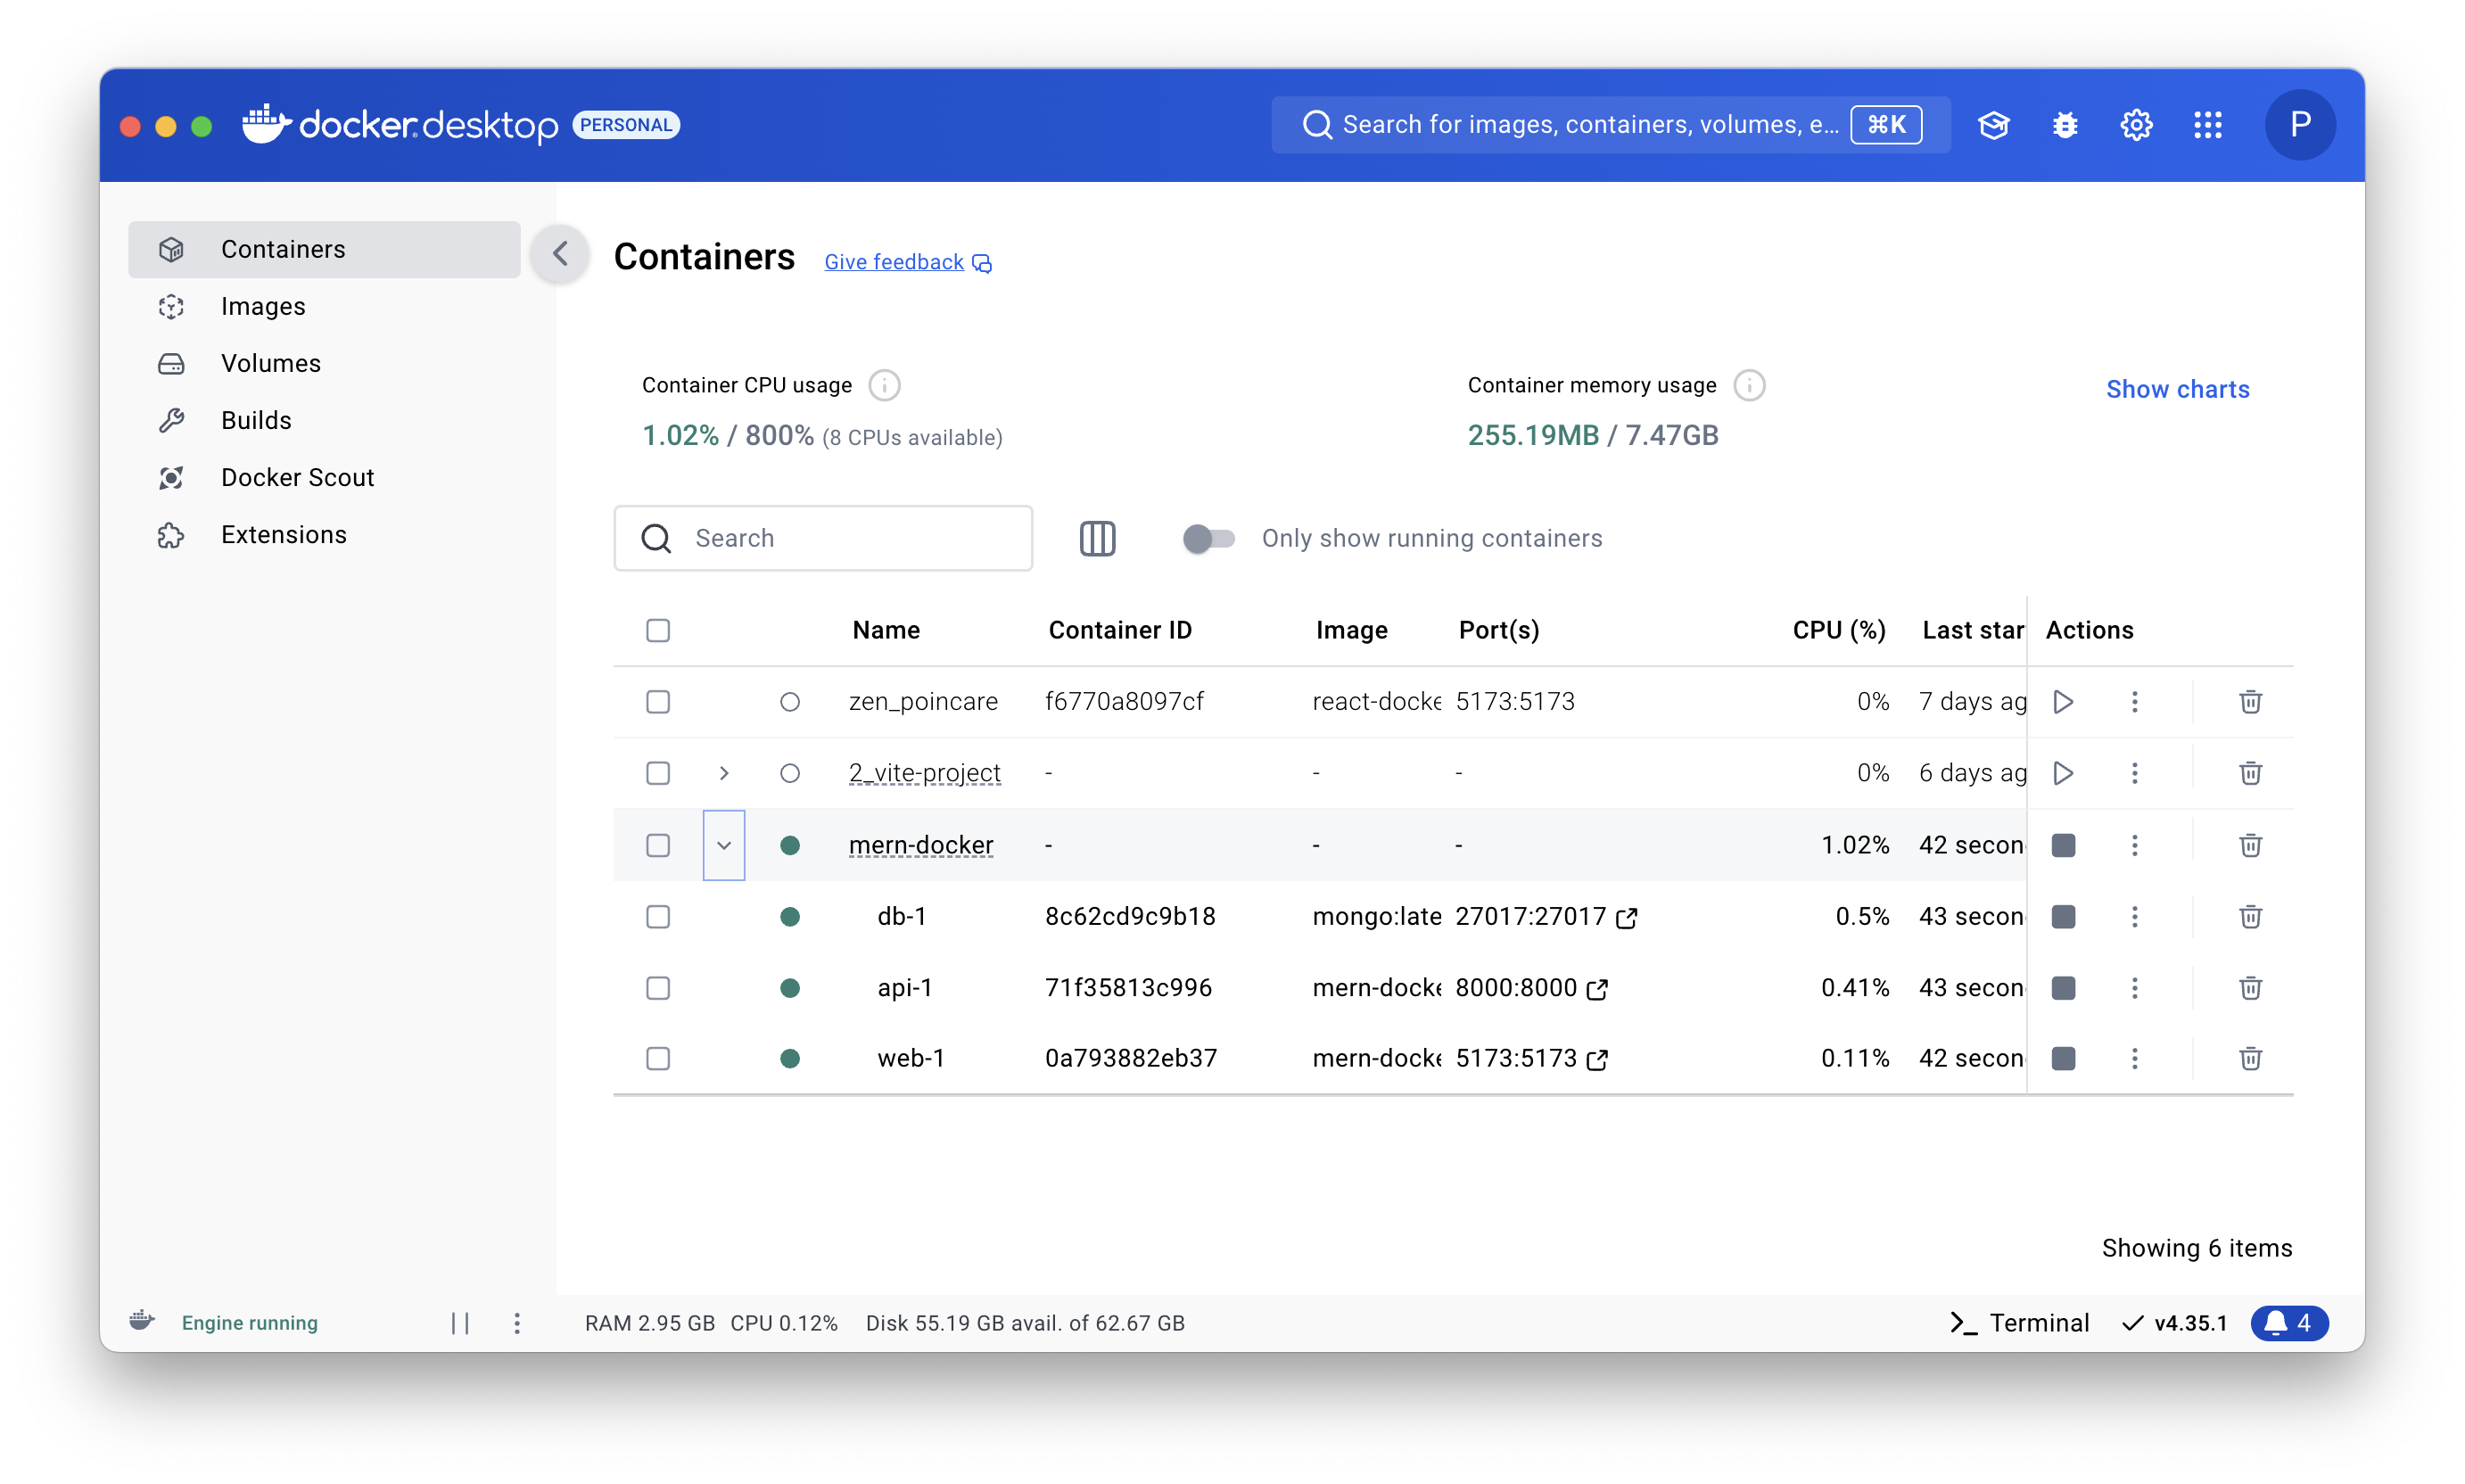 docker desktop PERSONAL
Search for images, containers, volumes, e... ⌘K
P
Containers
Images
Volumes
Builds
Docker Scout
Extensions
Containers Give feedback
Container CPU usage
1.02% / 800% (8 CPUs available)
Container memory usage
255.19MB / 7.47GB
Show charts
Search
Only show running containers
Name Container ID Image Port(s) CPU (%) Last star Actions
zen_poincare f6770a8097cf react-docke 5173:5173 0% 7 days ag
2_vite-project - - - 0% 6 days ag
mern-docker - - - 1.02% 42 secon
db-1 8c62cd9c9b18 mongo:late 27017:27017 0.5% 43 secon
api-1 71f35813c996 mern-docke 8000:8000 0.41% 43 secon
web-1 0a793882eb37 mern-docke 5173:5173 0.11% 42 secon
Showing 6 items
Engine running
RAM 2.95 GB CPU 0.12% Disk 55.19 GB avail. of 62.67 GB
Terminal v4.35.1 4